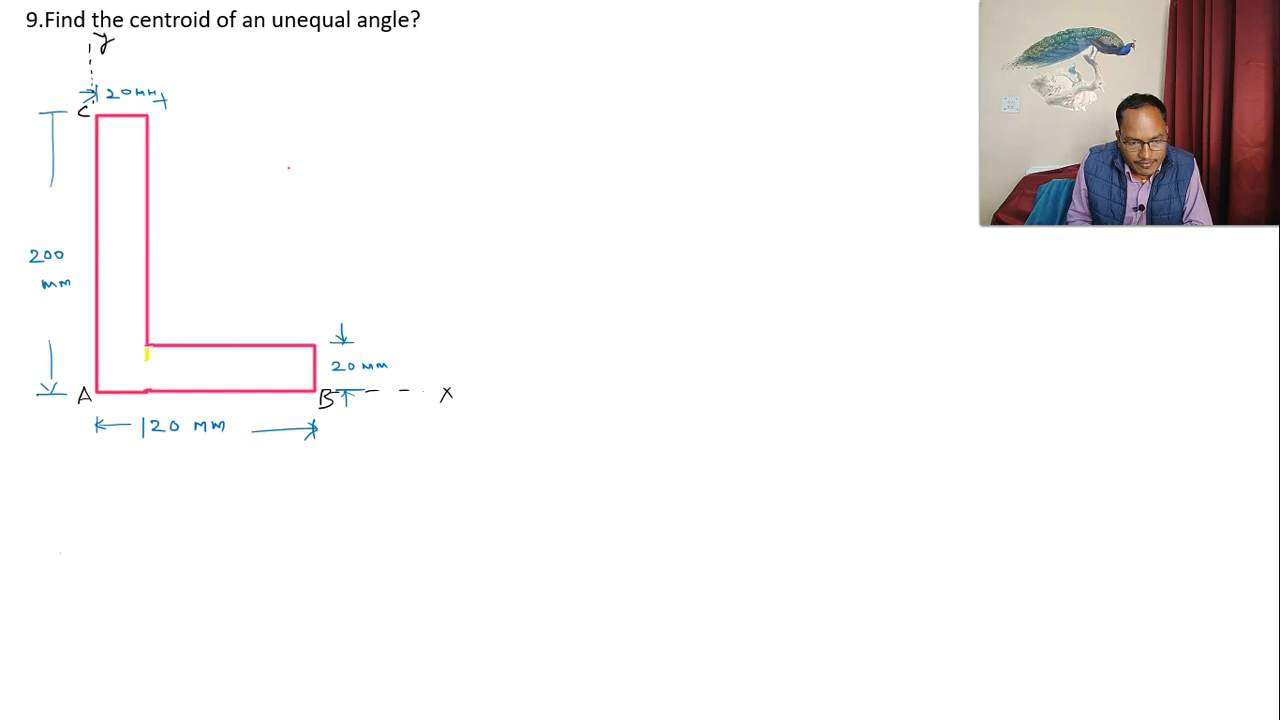 9.Find the centroid of an unequal angle?
y
20mm
C
200
mm
20 mm
A
B
X
120 mm